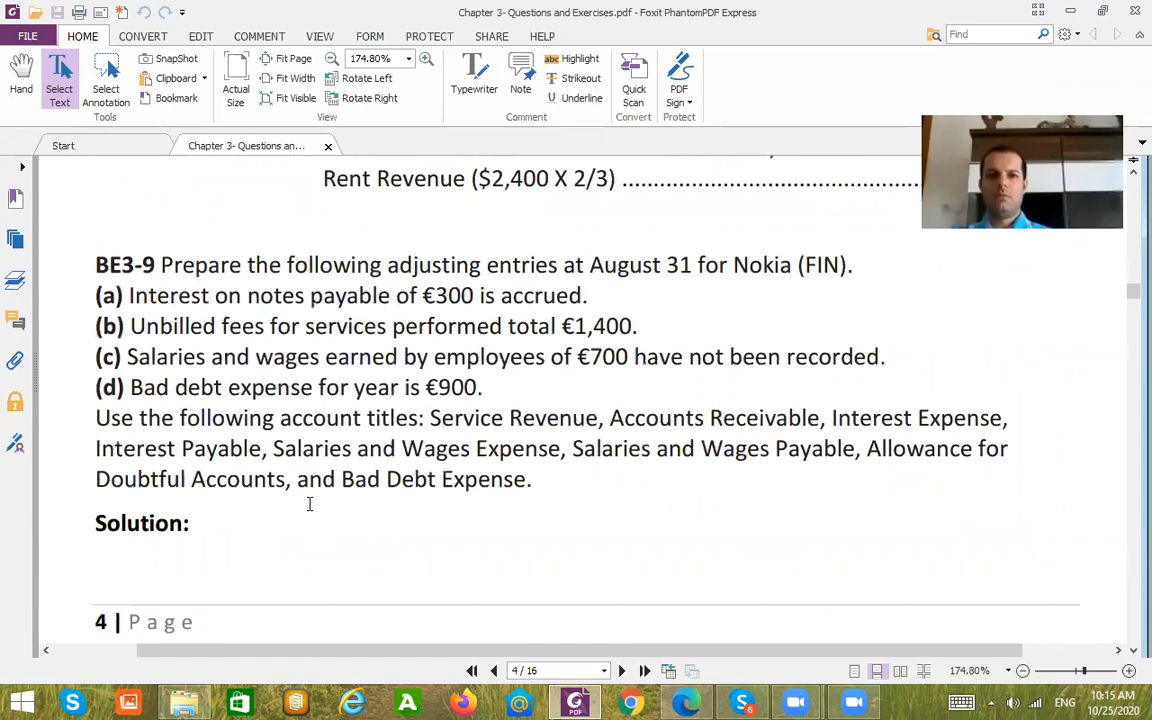 Chapter 3- Questions and Exercises.pdf - Foxit PhantomPDF Express
FILE HOME CONVERT EDIT COMMENT VIEW FORM PROTECT SHARE HELP
Find
Hand
Select Text
Select Annotation
SnapShot
Clipboard
Bookmark
Tools
Actual Size
Fit Page
Fit Width
Fit Visible
174.80%
Rotate Left
Rotate Right
View
Typewriter
Note
Highlight
Strikeout
Underline
Comment
Quick Scan
Convert
PDF Sign
Protect
Start
Chapter 3- Questions an...
Rent Revenue ($2,400 X 2/3) ................................................
BE3-9 Prepare the following adjusting entries at August 31 for Nokia (FIN).
(a) Interest on notes payable of €300 is accrued.
(b) Unbilled fees for services performed total €1,400.
(c) Salaries and wages earned by employees of €700 have not been recorded.
(d) Bad debt expense for year is €900.
Use the following account titles: Service Revenue, Accounts Receivable, Interest Expense,
Interest Payable, Salaries and Wages Expense, Salaries and Wages Payable, Allowance for
Doubtful Accounts, and Bad Debt Expense.
Solution:
4 | P a g e
4 / 16
174.80%
ENG
10:15 AM
10/25/2020